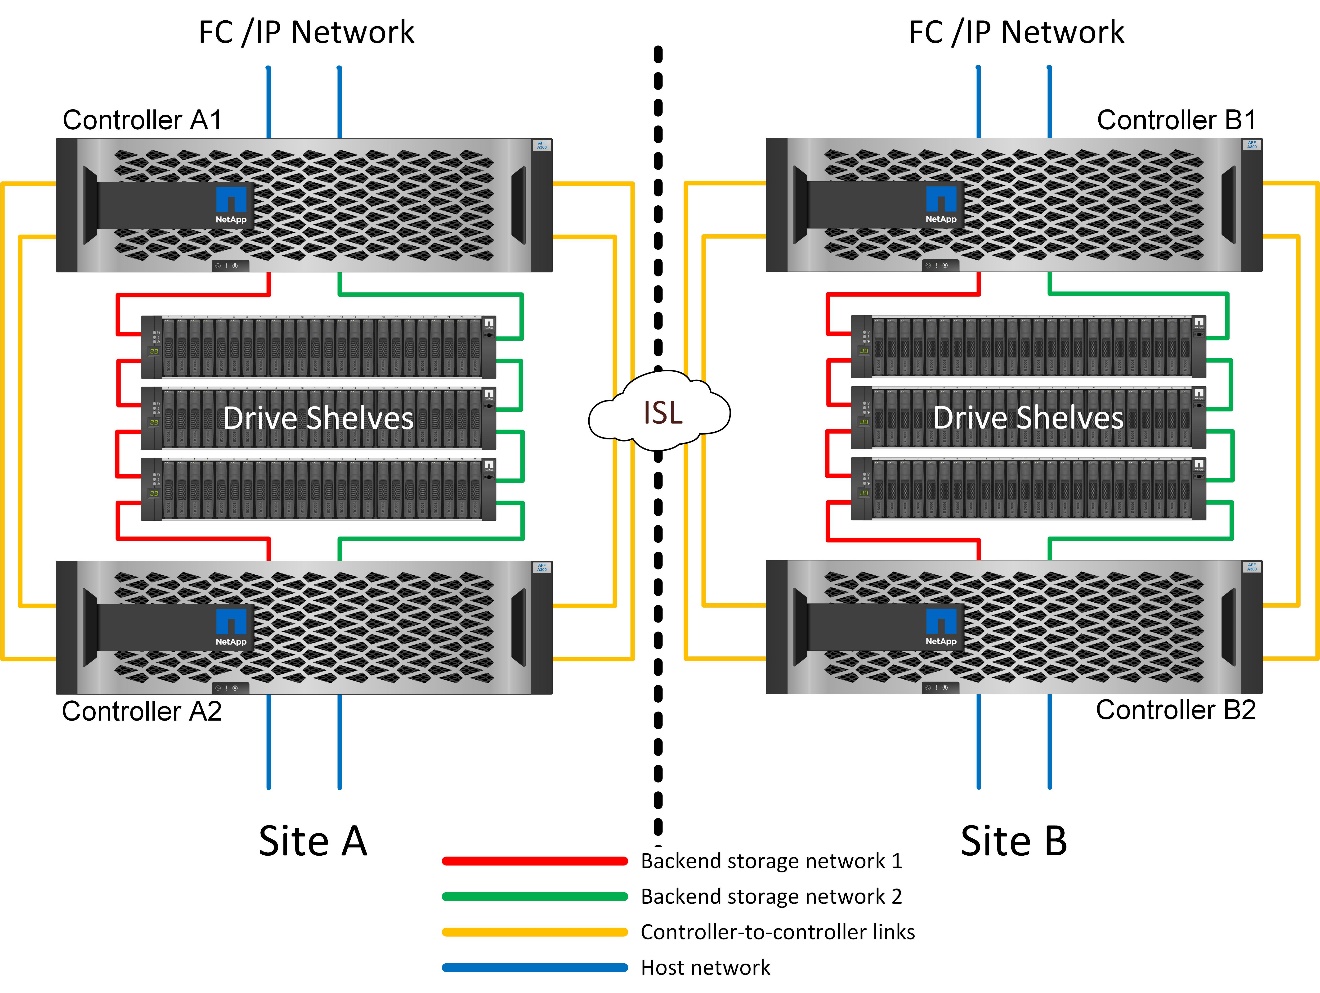 FC /IP Network
FC /IP Network
Controller A1
Controller B1
NetApp
NetApp
Drive Shelves
ISL
Drive Shelves
NetApp
NetApp
Controller A2
Controller B2
Site A
Site B
Backend storage network 1
Backend storage network 2
Controller-to-controller links
Host network